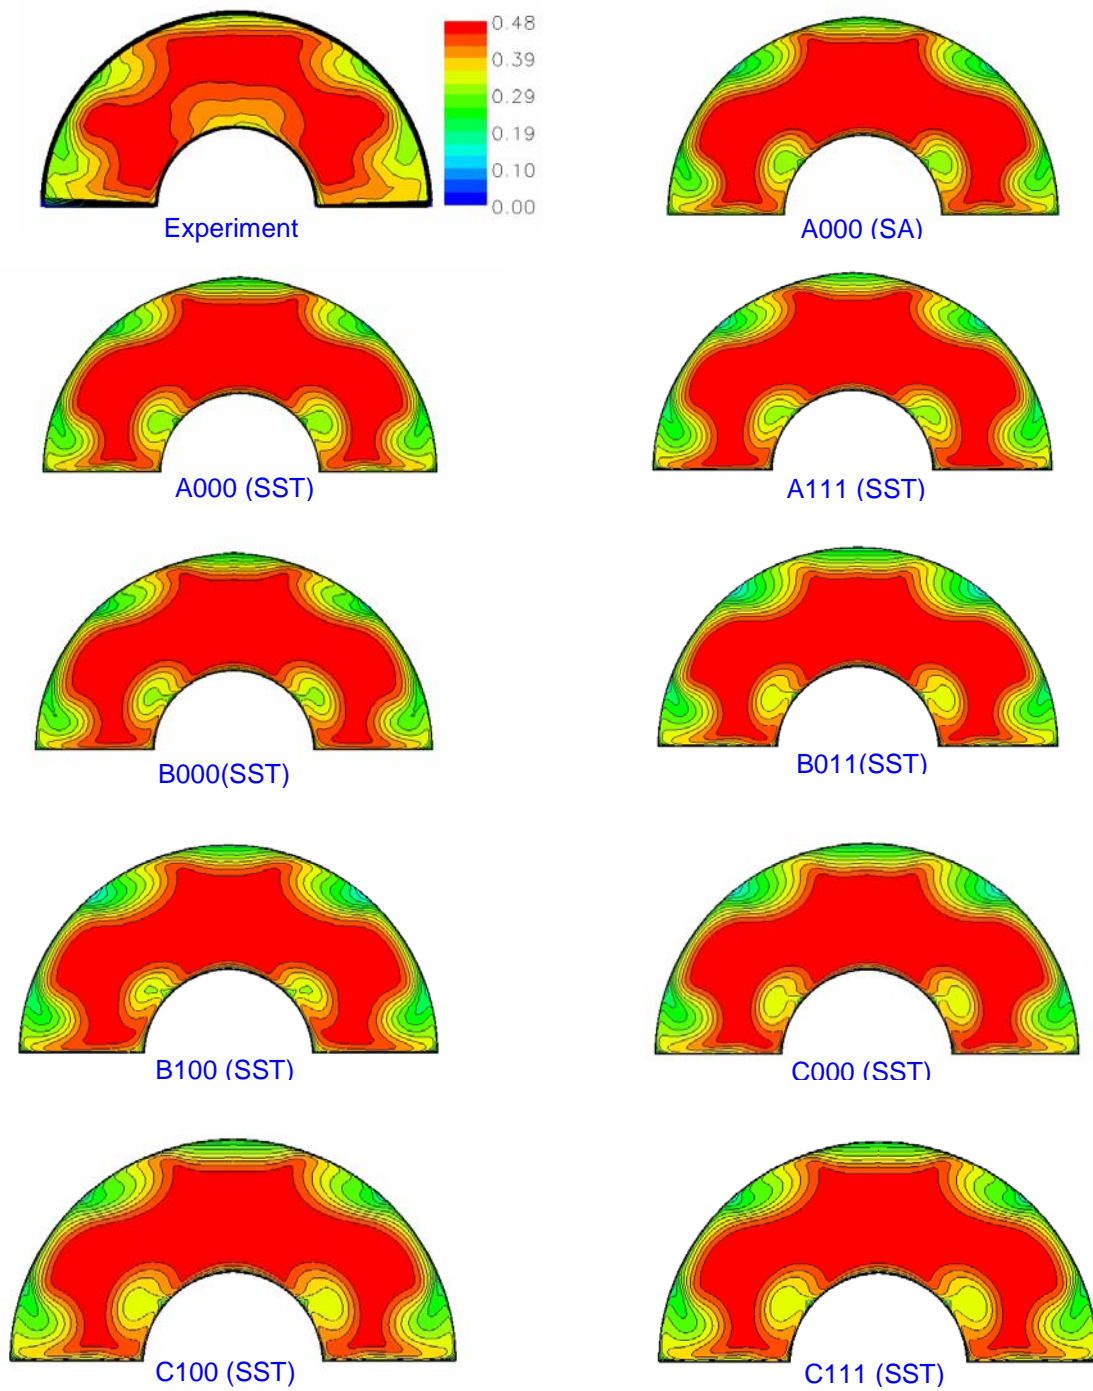 0.48
0.39
0.29
0.19
0.10
0.00
Experiment
A000 (SA)
A000 (SST)
A111 (SST)
B000(SST)
B011(SST)
B100 (SST)
C000 (SST)
C100 (SST)
C111 (SST)